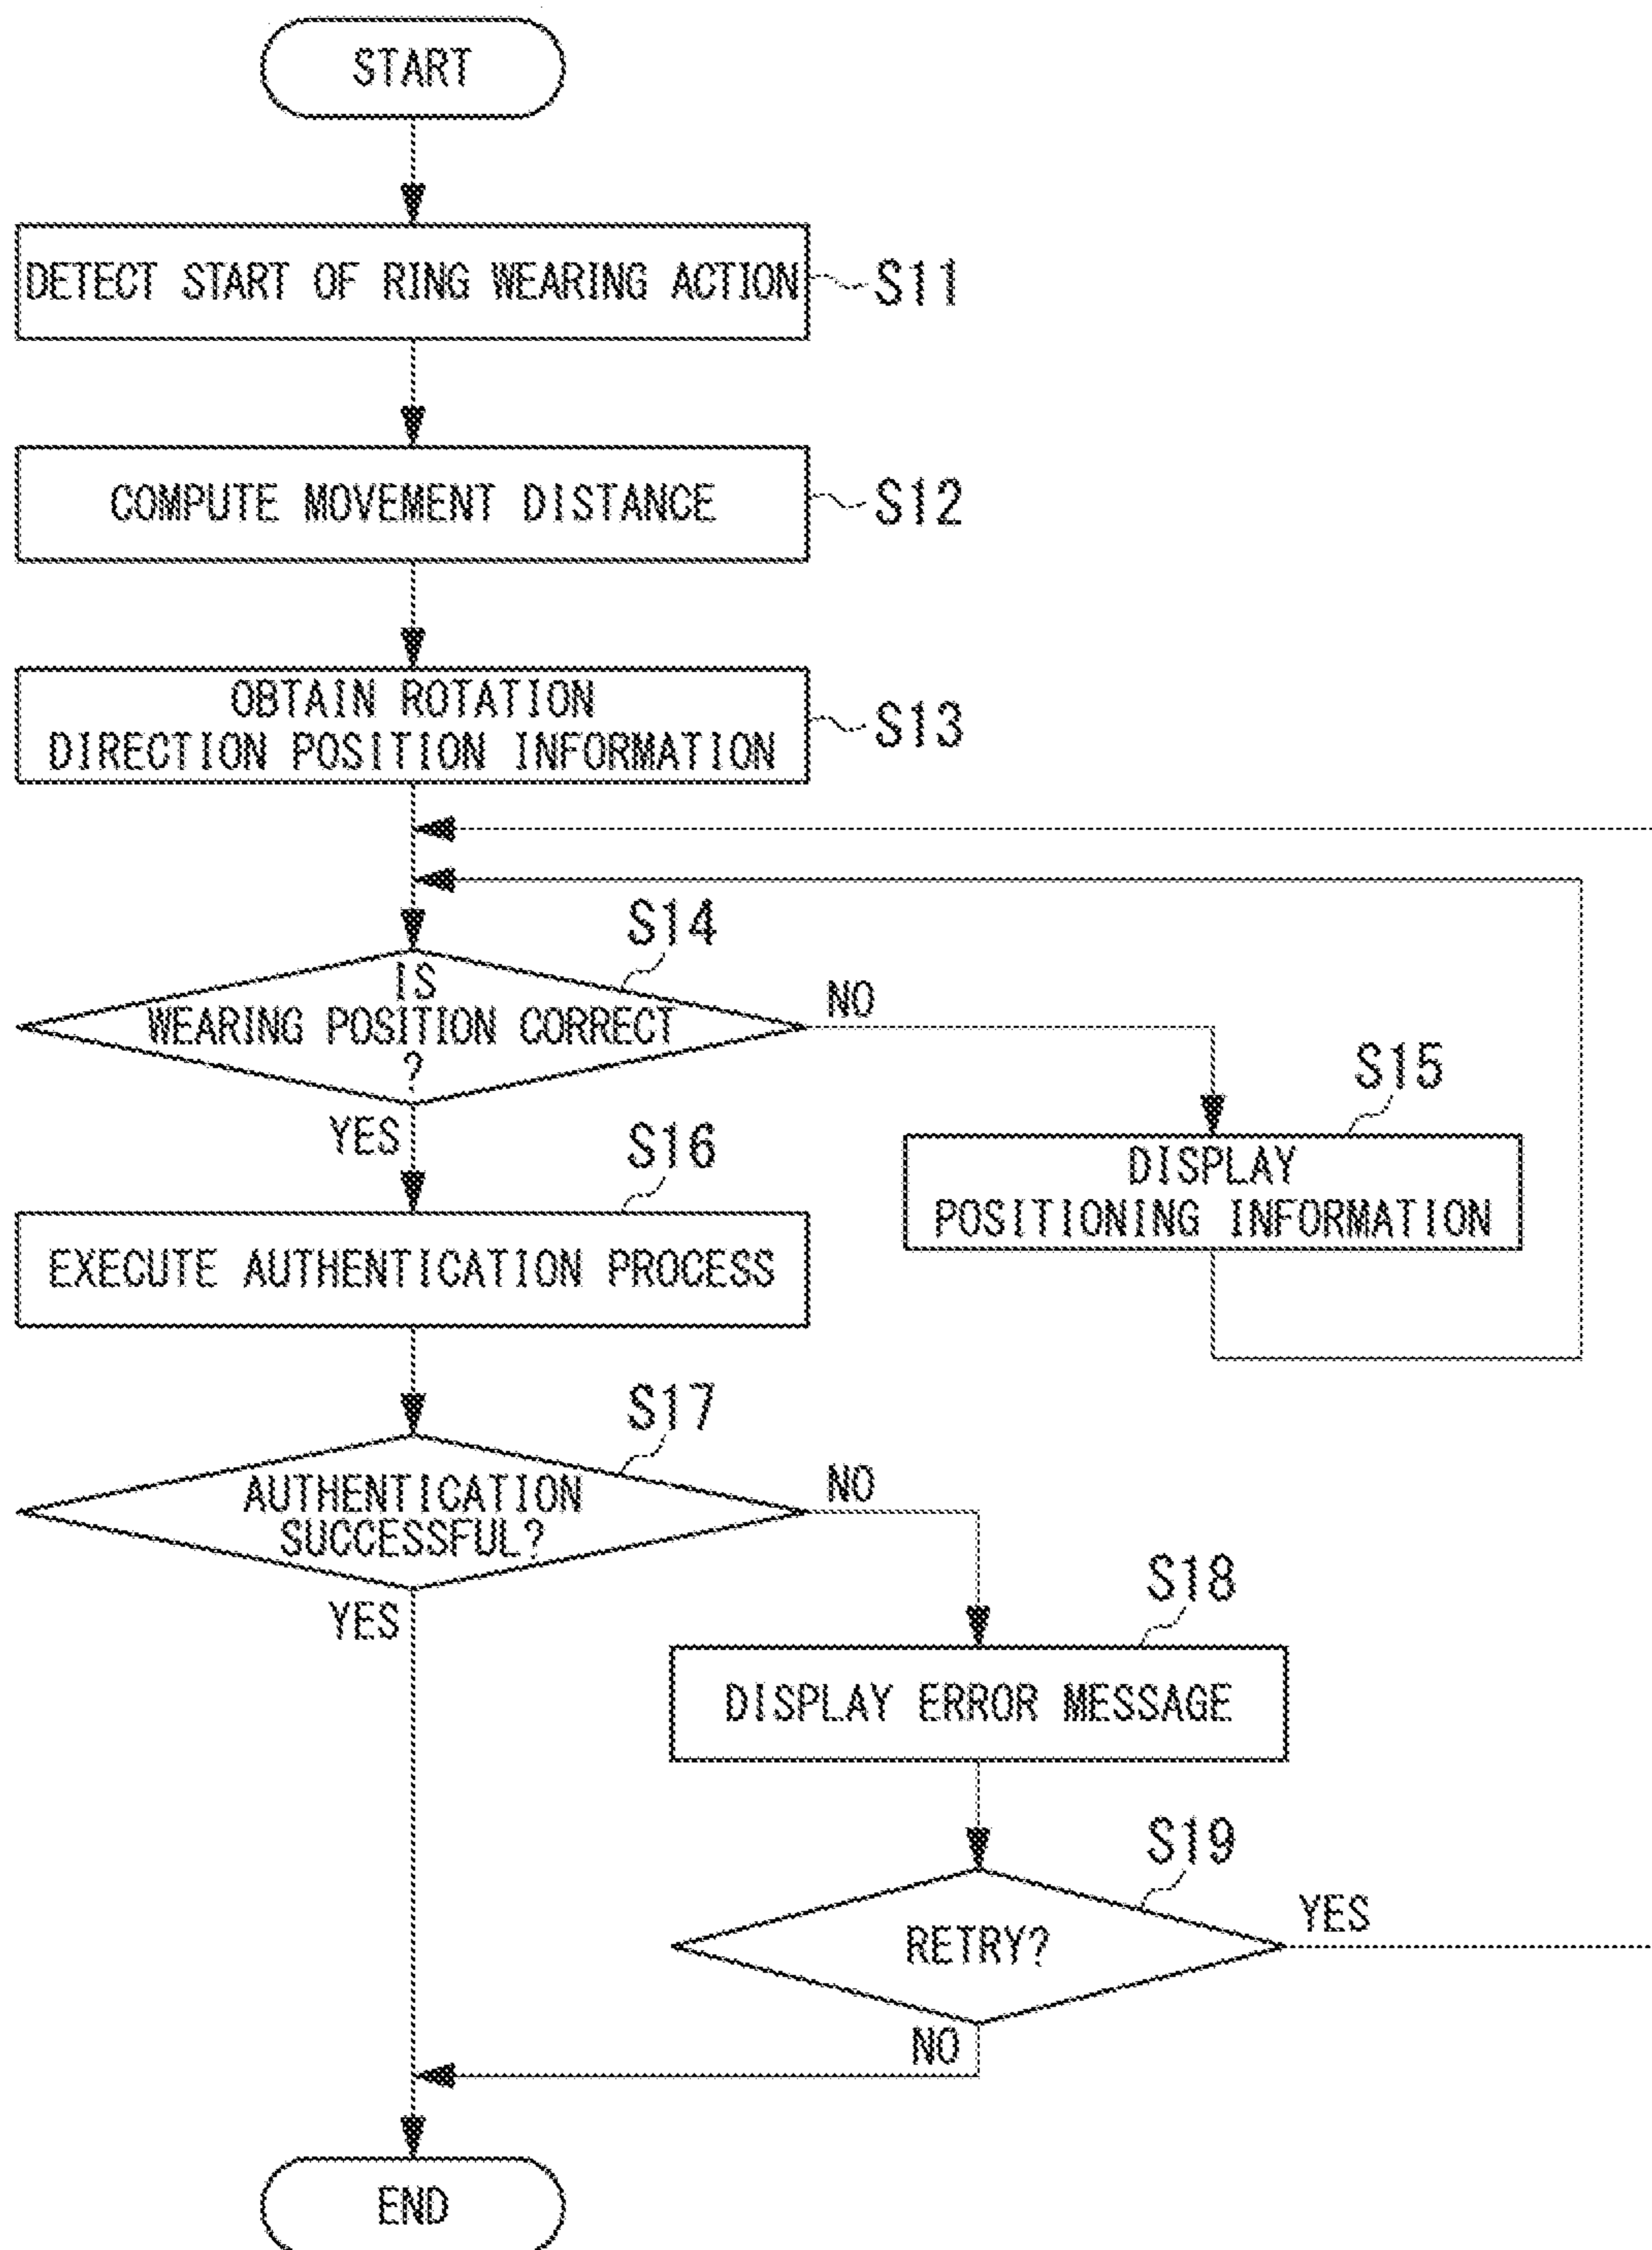 START
DETECT START OF RING WEARING ACTION
S11
COMPUTE MOVEMENT DISTANCE
S12
OBTAIN ROTATION
DIRECTION POSITION INFORMATION
S13
S14
IS
WEARING POSITION CORRECT
?
NO
YES
S15
DISPLAY
POSITIONING INFORMATION
S16
EXECUTE AUTHENTICATION PROCESS
S17
AUTHENTICATION
SUCCESSFUL?
NO
YES
S18
DISPLAY ERROR MESSAGE
S19
RETRY?
YES
NO
END